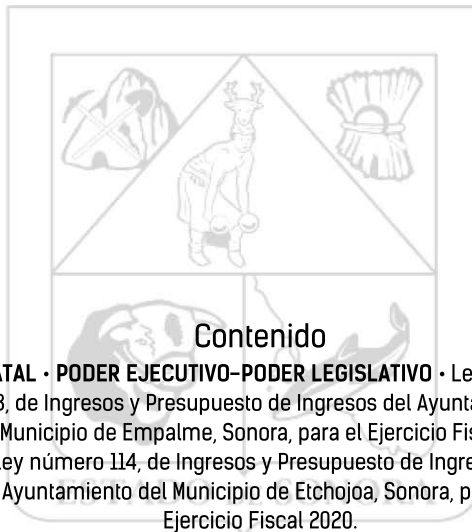 Contenido
ATAL • PODER EJECUTIVO-PODER LEGISLATIVO • Le
3, de Ingresos y Presupuesto de Ingresos del Ayunta
Municipio de Empalme, Sonora, para el Ejercicio Fis
Ley número 114, de Ingresos y Presupuesto de Ingre
Ayuntamiento del Municipio de Etchojoa, Sonora, p
Ejercicio Fiscal 2020.